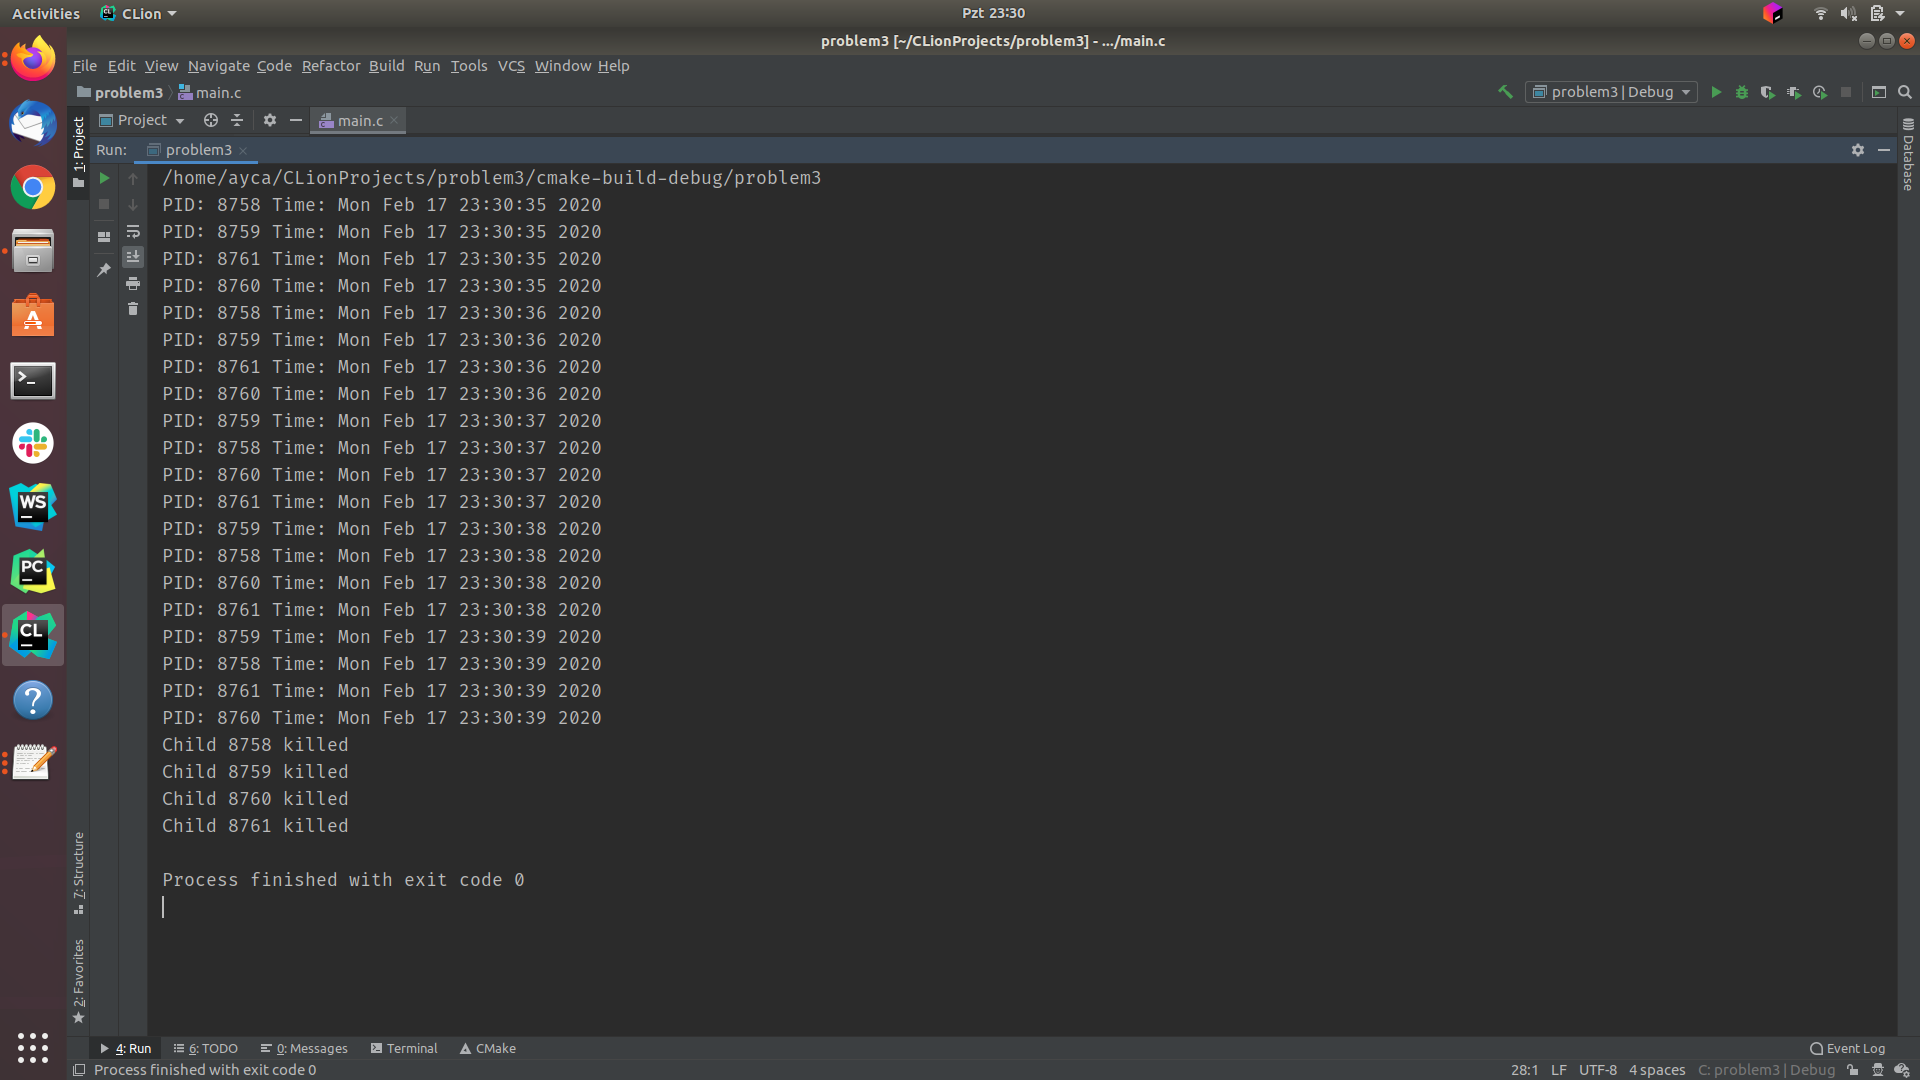 Activities CLion Pzt 23:30
problem3 [~/CLionProjects/problem3] - .../main.c
File Edit View Navigate Code Refactor Build Run Tools VCS Window Help
problem3 main.c problem3 | Debug
1: Project Project main.c Database
Run: problem3
/home/ayca/CLionProjects/problem3/cmake-build-debug/problem3
PID: 8758 Time: Mon Feb 17 23:30:35 2020
PID: 8759 Time: Mon Feb 17 23:30:35 2020
PID: 8761 Time: Mon Feb 17 23:30:35 2020
PID: 8760 Time: Mon Feb 17 23:30:35 2020
PID: 8758 Time: Mon Feb 17 23:30:36 2020
PID: 8759 Time: Mon Feb 17 23:30:36 2020
PID: 8761 Time: Mon Feb 17 23:30:36 2020
PID: 8760 Time: Mon Feb 17 23:30:36 2020
PID: 8759 Time: Mon Feb 17 23:30:37 2020
PID: 8758 Time: Mon Feb 17 23:30:37 2020
PID: 8760 Time: Mon Feb 17 23:30:37 2020
PID: 8761 Time: Mon Feb 17 23:30:37 2020
PID: 8759 Time: Mon Feb 17 23:30:38 2020
PID: 8758 Time: Mon Feb 17 23:30:38 2020
PID: 8760 Time: Mon Feb 17 23:30:38 2020
PID: 8761 Time: Mon Feb 17 23:30:38 2020
PID: 8759 Time: Mon Feb 17 23:30:39 2020
PID: 8758 Time: Mon Feb 17 23:30:39 2020
PID: 8761 Time: Mon Feb 17 23:30:39 2020
PID: 8760 Time: Mon Feb 17 23:30:39 2020
Child 8758 killed
Child 8759 killed
Child 8760 killed
Child 8761 killed
Process finished with exit code 0
WS
PC
CL
7: Structure
2: Favorites
4: Run 6: TODO 0: Messages Terminal CMake Event Log
Process finished with exit code 0 28:1 LF UTF-8 4 spaces C: problem3 | Debug